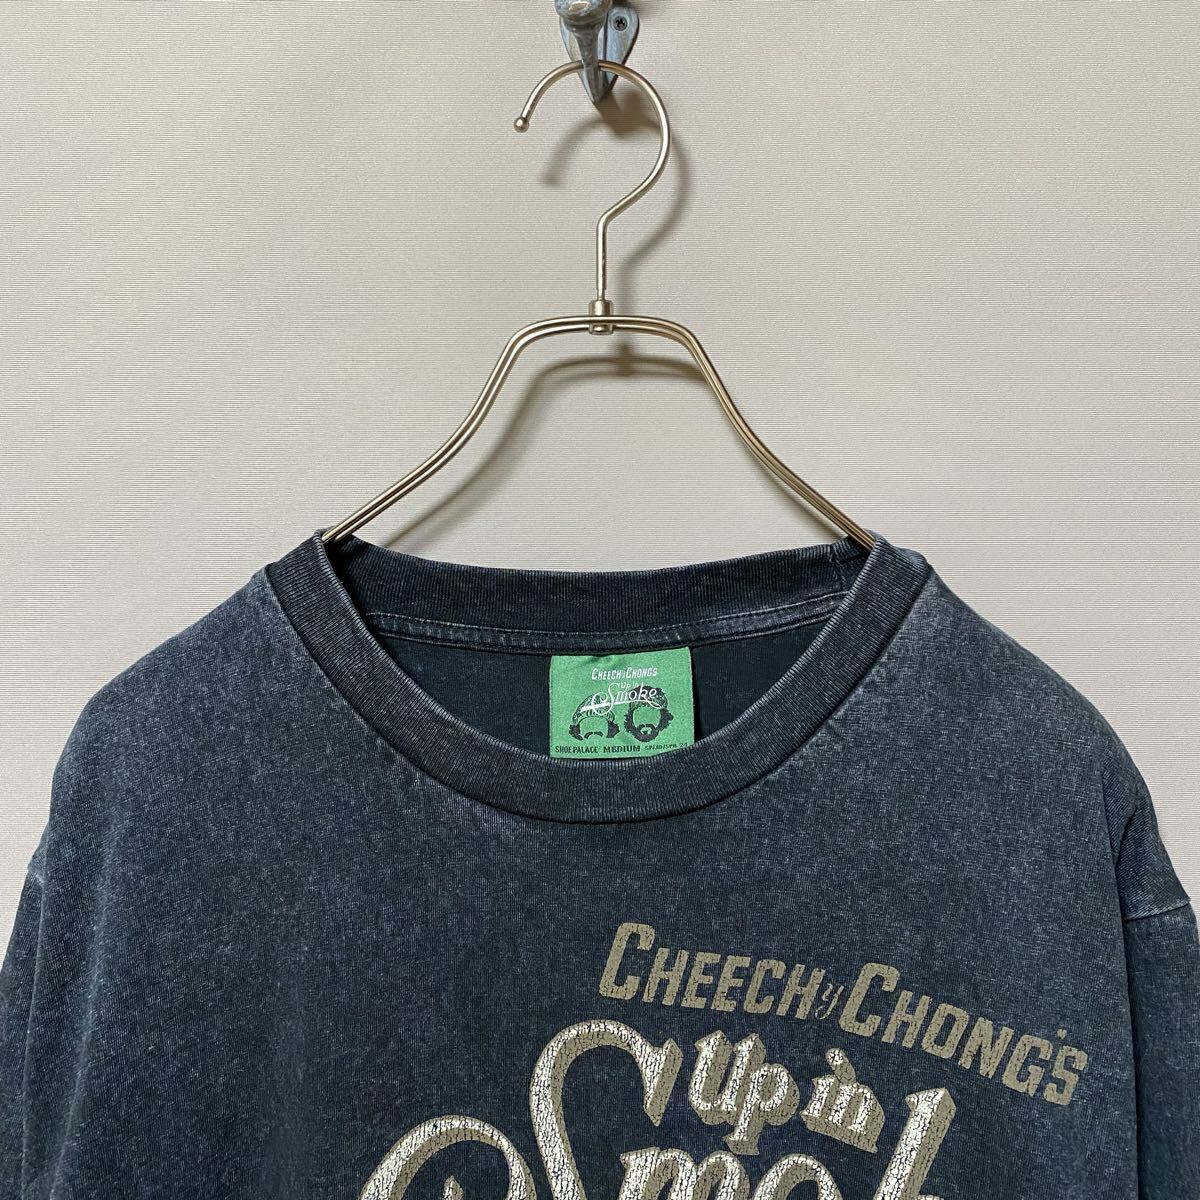 CHEECH y CHONG'S
Up in
Smoke
SHOE PALACE MEDIUM
CHEECH y CHONG'S
Up in
Smok